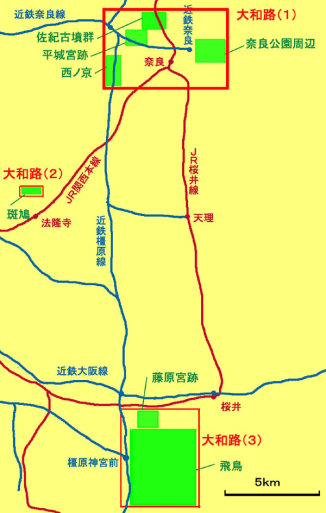 近鉄奈良線
大和路(1)
佐紀古墳群
平城宮跡
近鉄奈良
奈良公園周辺
西ノ京
奈良
大和路(2)
JR関西本線
JR桜井線
斑鳩
法隆寺
天理
近鉄橿原線
近鉄大阪線
藤原宮跡
桜井
大和路(3)
橿原神宮前
飛鳥
5km